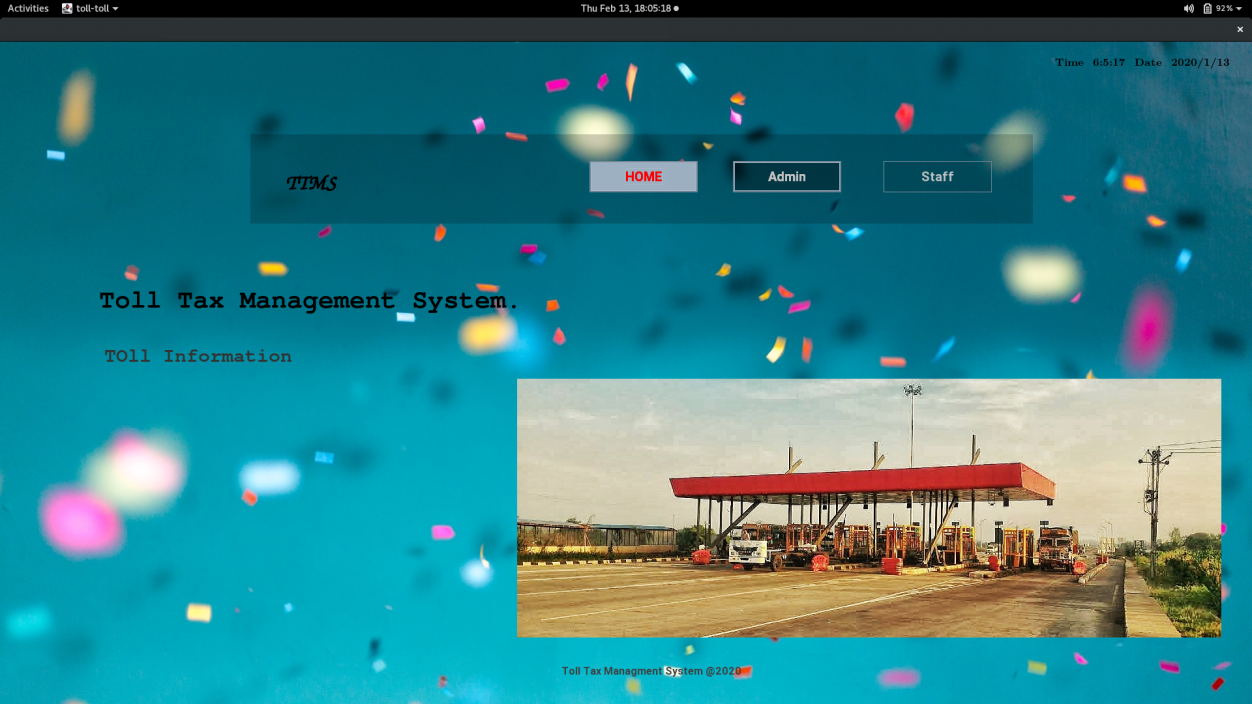 Activities toll-toll Thu Feb 13, 18:05:18 92%
Time 6:5:17 Date 2020/1/13
TTMS HOME Admin Staff
Toll Tax Management System.
TOll Information
Toll Tax Managment System @2020